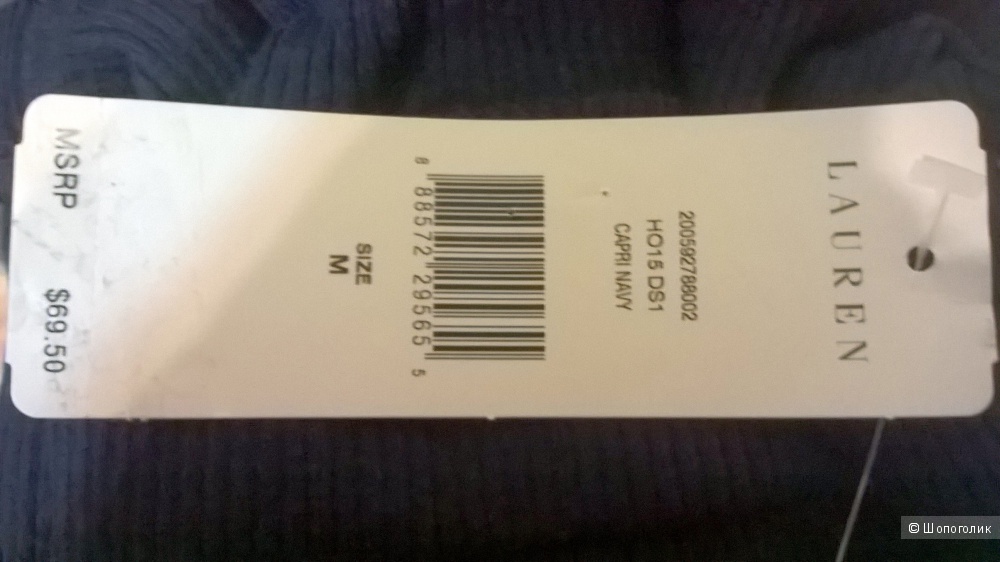 LAUREN
200592788002
HO15 DS1
CAPRI NAVY
8 88572 29565 5
SIZE
M
MSRP $69.50
© Шопоголик